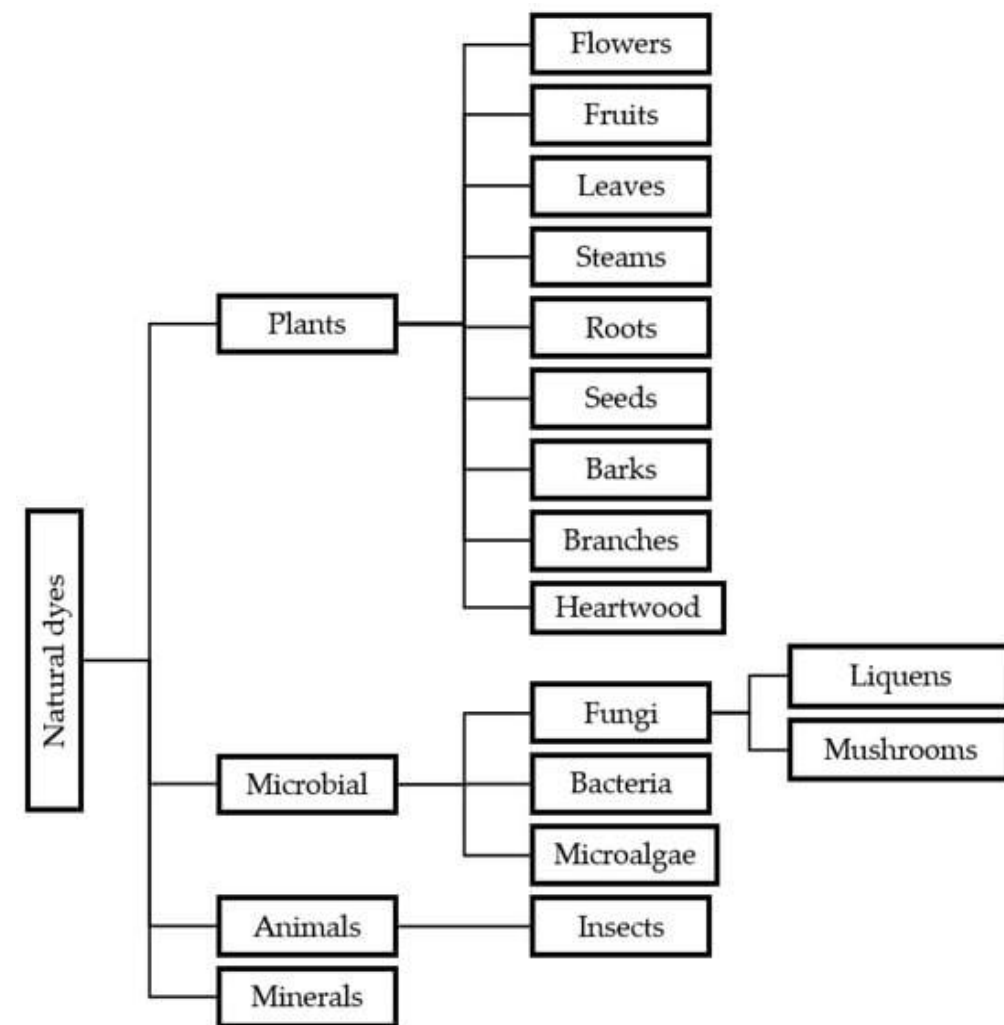 Natural dyes
Plants
Flowers
Fruits
Leaves
Steams
Roots
Seeds
Barks
Branches
Heartwood
Microbial
Fungi
Liquens
Mushrooms
Bacteria
Microalgae
Animals
Insects
Minerals